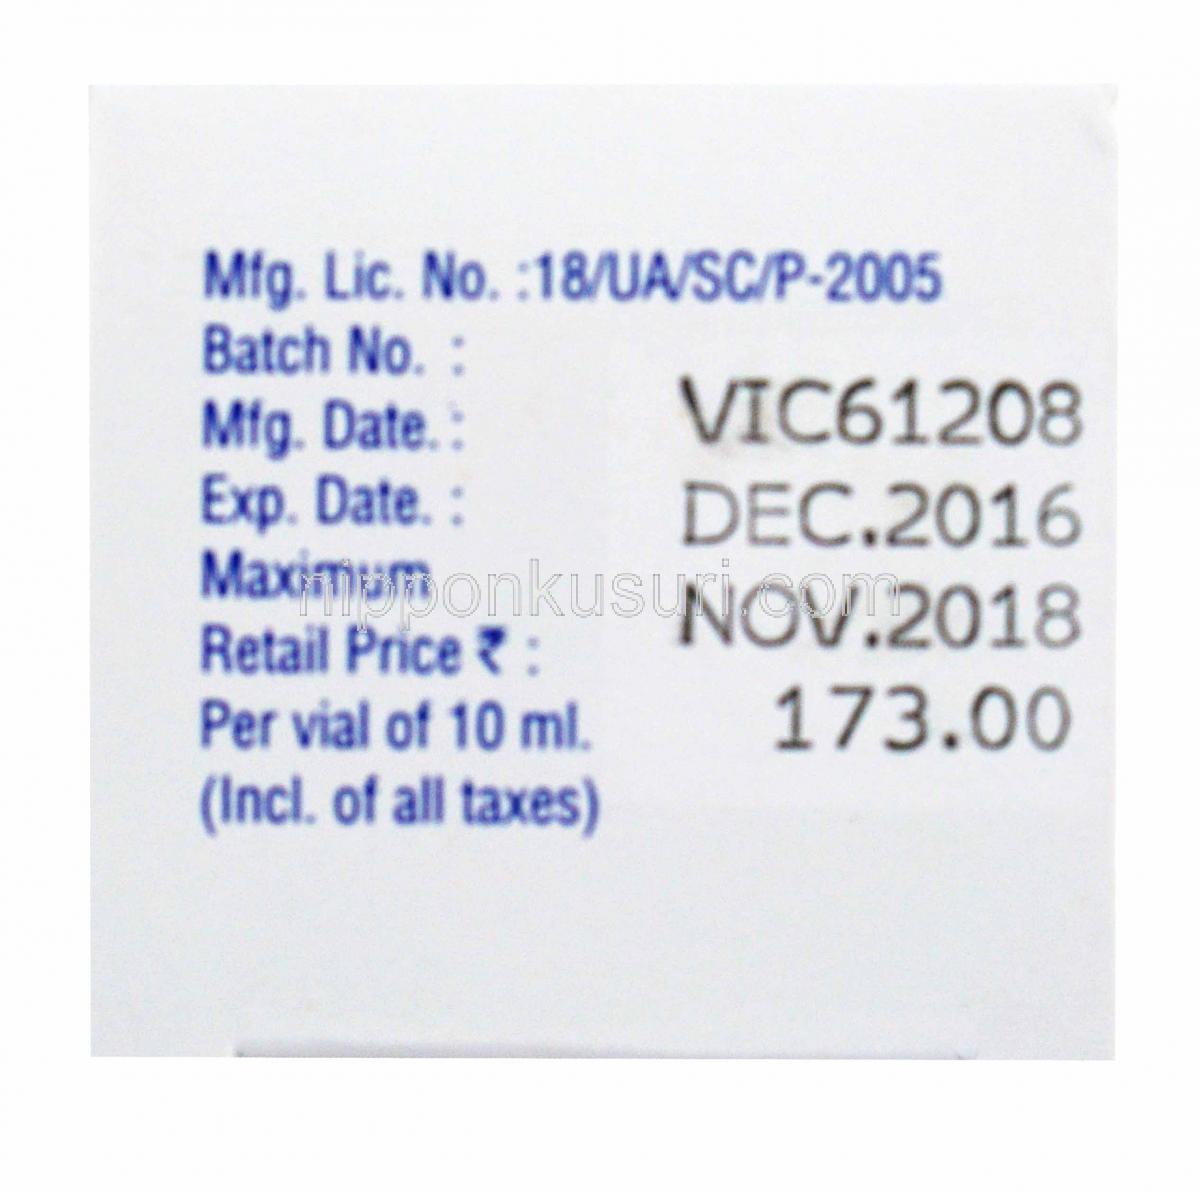 Mfg. Lic. No. :18/UA/SC/P-2005
Batch No. :
Mfg. Date. :
Exp. Date. :
Maximum
Retail Price ₹ :
Per vial of 10 ml.
(Incl. of all taxes)
VIC61208
DEC.2016
NOV.2018
173.00
nipponkusuri.com